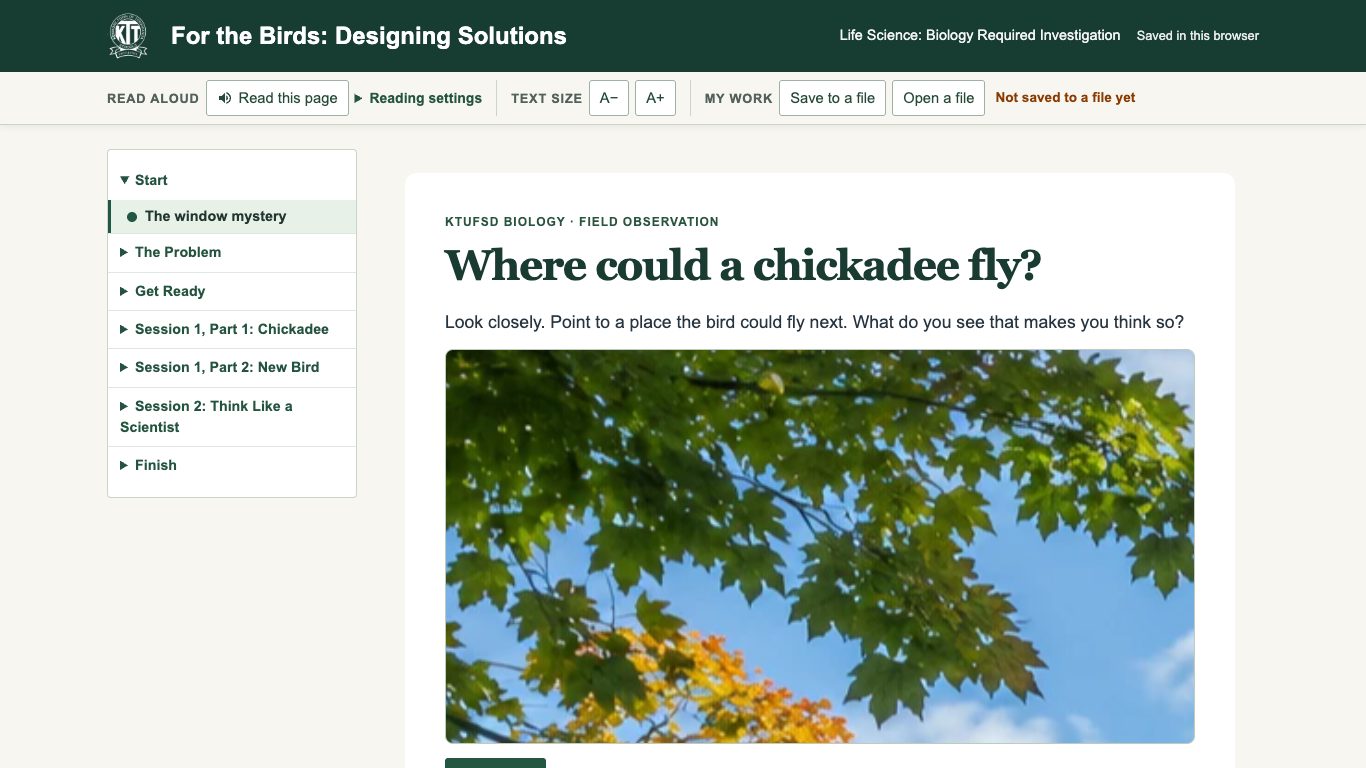 KTT
For the Birds: Designing Solutions
Life Science: Biology Required Investigation
Saved in this browser
READ ALOUD
Read this page
Reading settings
TEXT SIZE
A−
A+
MY WORK
Save to a file
Open a file
Not saved to a file yet
Start
The window mystery
The Problem
Get Ready
Session 1, Part 1: Chickadee
Session 1, Part 2: New Bird
Session 2: Think Like a
Scientist
Finish
KTUFSD BIOLOGY · FIELD OBSERVATION
Where could a chickadee fly?
Look closely. Point to a place the bird could fly next. What do you see that makes you think so?